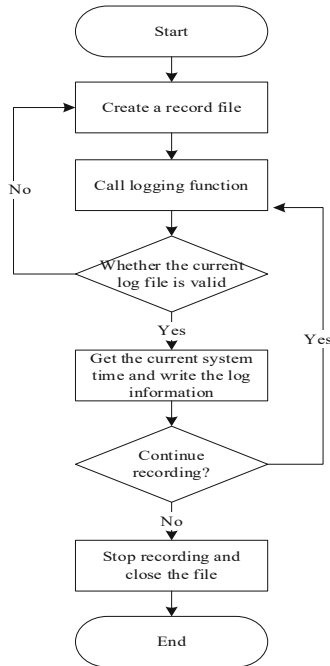 Start
Create a record file
No
Call logging function
Whether the current
log file is valid
Yes
Yes
Get the current system
time and write the log
information
Continue
recording?
No
Stop recording and
close the file
End